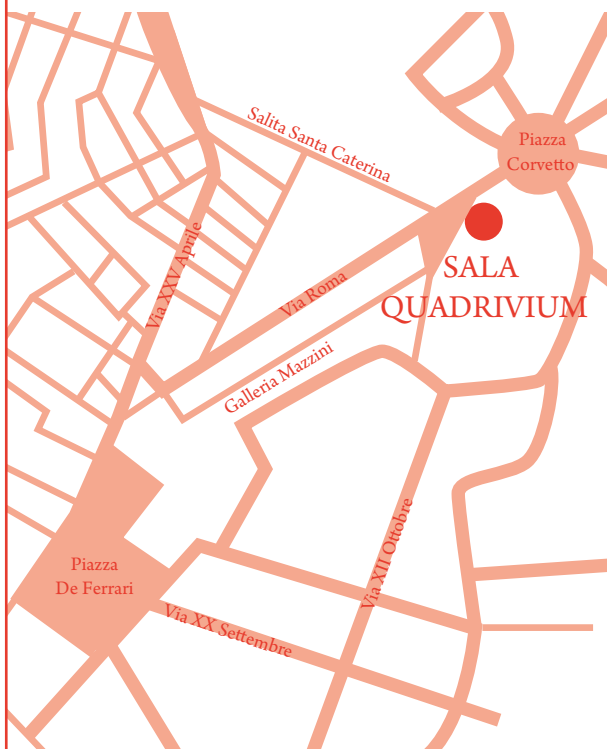 Salita Santa Caterina
Piazza
Corvetto
Via XXV Aprile
Via Roma
SALA
QUADRIVIUM
Galleria Mazzini
Via XII Ottobre
Piazza
De Ferrari
Via XX Settembre